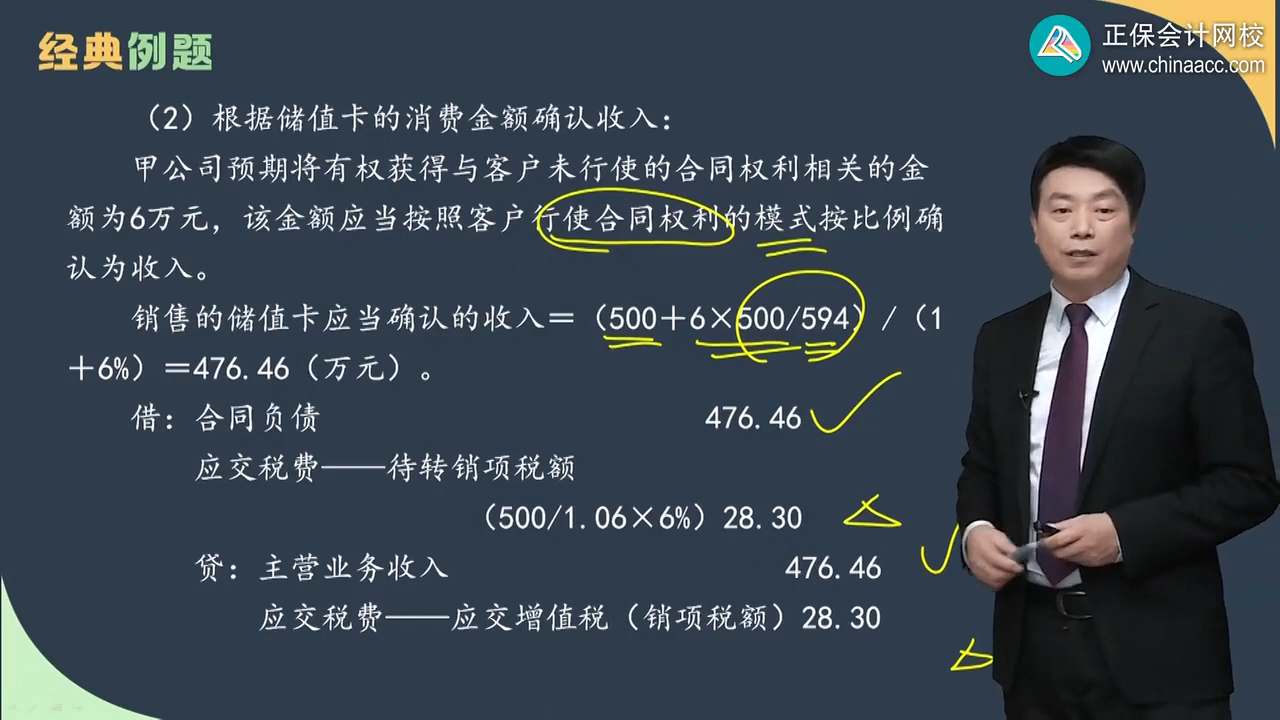 经典例题
正保会计网校
www.chinaacc.com
（2）根据储值卡的消费金额确认收入：
甲公司预期将有权获得与客户未行使的合同权利相关的金
额为6万元，该金额应当按照客户行使合同权利的模式按比例确
认为收入。
销售的储值卡应当确认的收入＝（500＋6×500/594）/（1
＋6%）＝476.46（万元）。
借：合同负债 476.46
应交税费——待转销项税额
（500/1.06×6%）28.30
贷：主营业务收入 476.46
应交税费——应交增值税（销项税额）28.30